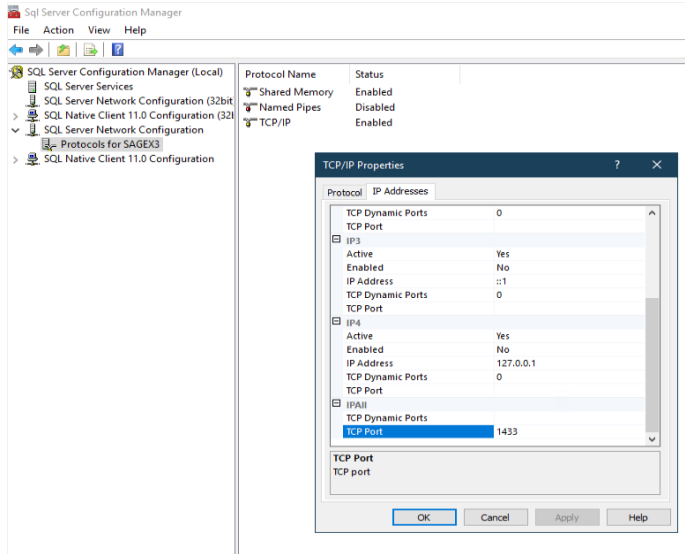 Sql Server Configuration Manager
File Action View Help
SQL Server Configuration Manager (Local)
SQL Server Services
SQL Server Network Configuration (32bit
SQL Native Client 11.0 Configuration (32b
SQL Server Network Configuration
Protocols for SAGEX3
SQL Native Client 11.0 Configuration
Protocol Name Status
Shared Memory Enabled
Named Pipes Disabled
TCP/IP Enabled
TCP/IP Properties ? ×
Protocol IP Addresses
TCP Dynamic Ports 0
TCP Port
IP3
Active Yes
Enabled No
IP Address ::1
TCP Dynamic Ports 0
TCP Port
IP4
Active Yes
Enabled No
IP Address 127.0.0.1
TCP Dynamic Ports 0
TCP Port
IPAll
TCP Dynamic Ports
TCP Port 1433
TCP Port
TCP port
OK Cancel Apply Help